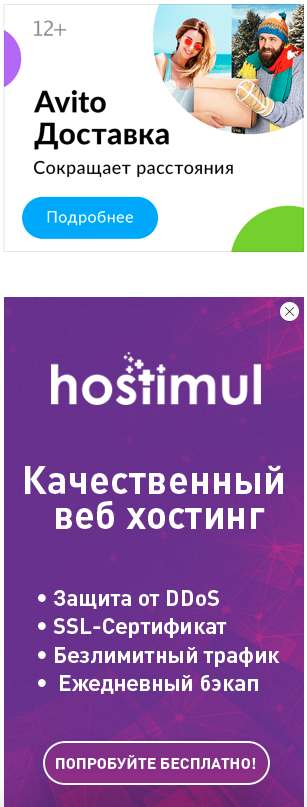 12+
Avito
Доставка
Сокращает расстояния
Подробнее
hostimul
Качественный
веб хостинг
• Защита от DDoS
• SSL-Сертификат
• Безлимитный трафик
• Ежедневный бэкап
ПОПРОБУЙТЕ БЕСПЛАТНО!